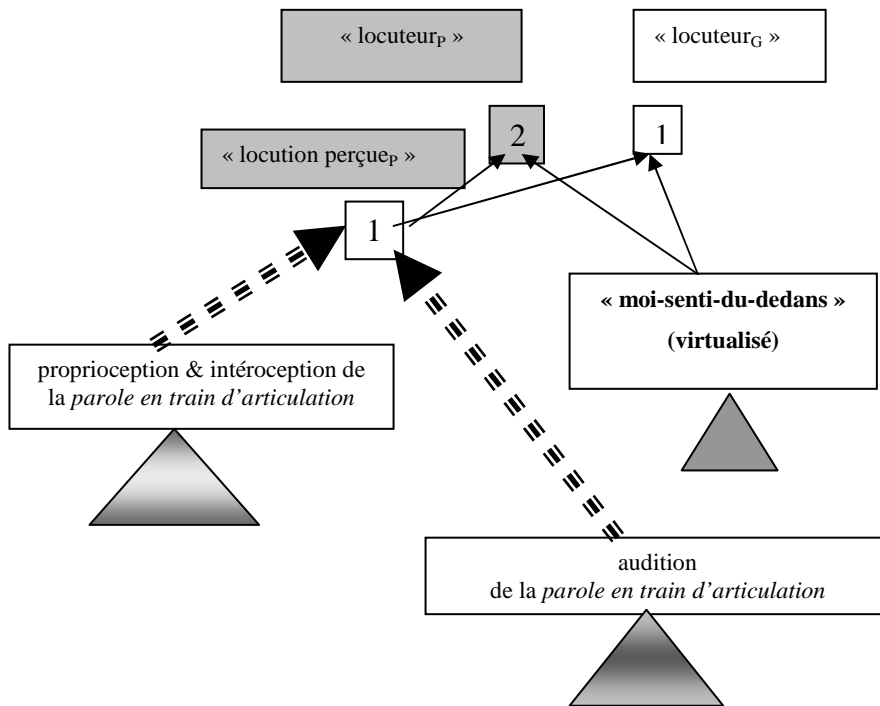 « locuteurP »
« locuteurG »
2
1
« locution perçueP »
1
« moi-senti-du-dedans »
(virtualisé)
proprioception & intéroception de
la parole en train d’articulation
audition
de la parole en train d’articulation